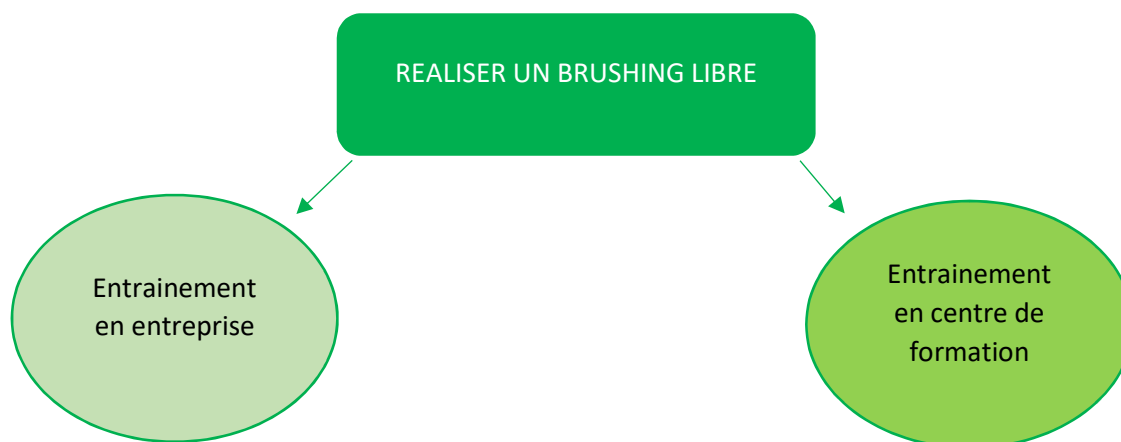 REALISER UN BRUSHING LIBRE
Entrainement
en entreprise
Entrainement
en centre de
formation